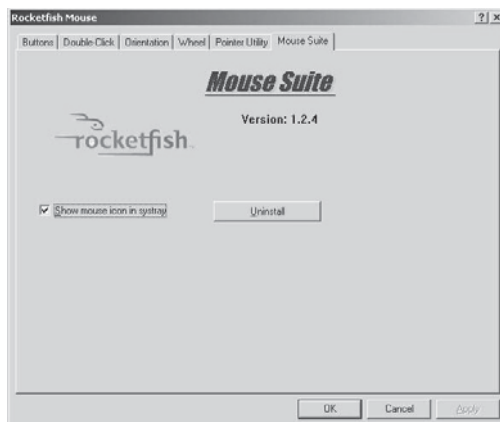 Rocketfish Mouse
Buttons Double-Click Orientation Wheel Pointer Utility Mouse Suite
Mouse Suite
Version: 1.2.4
rocketfish
Show mouse icon in systray
Uninstall
OK Cancel Apply